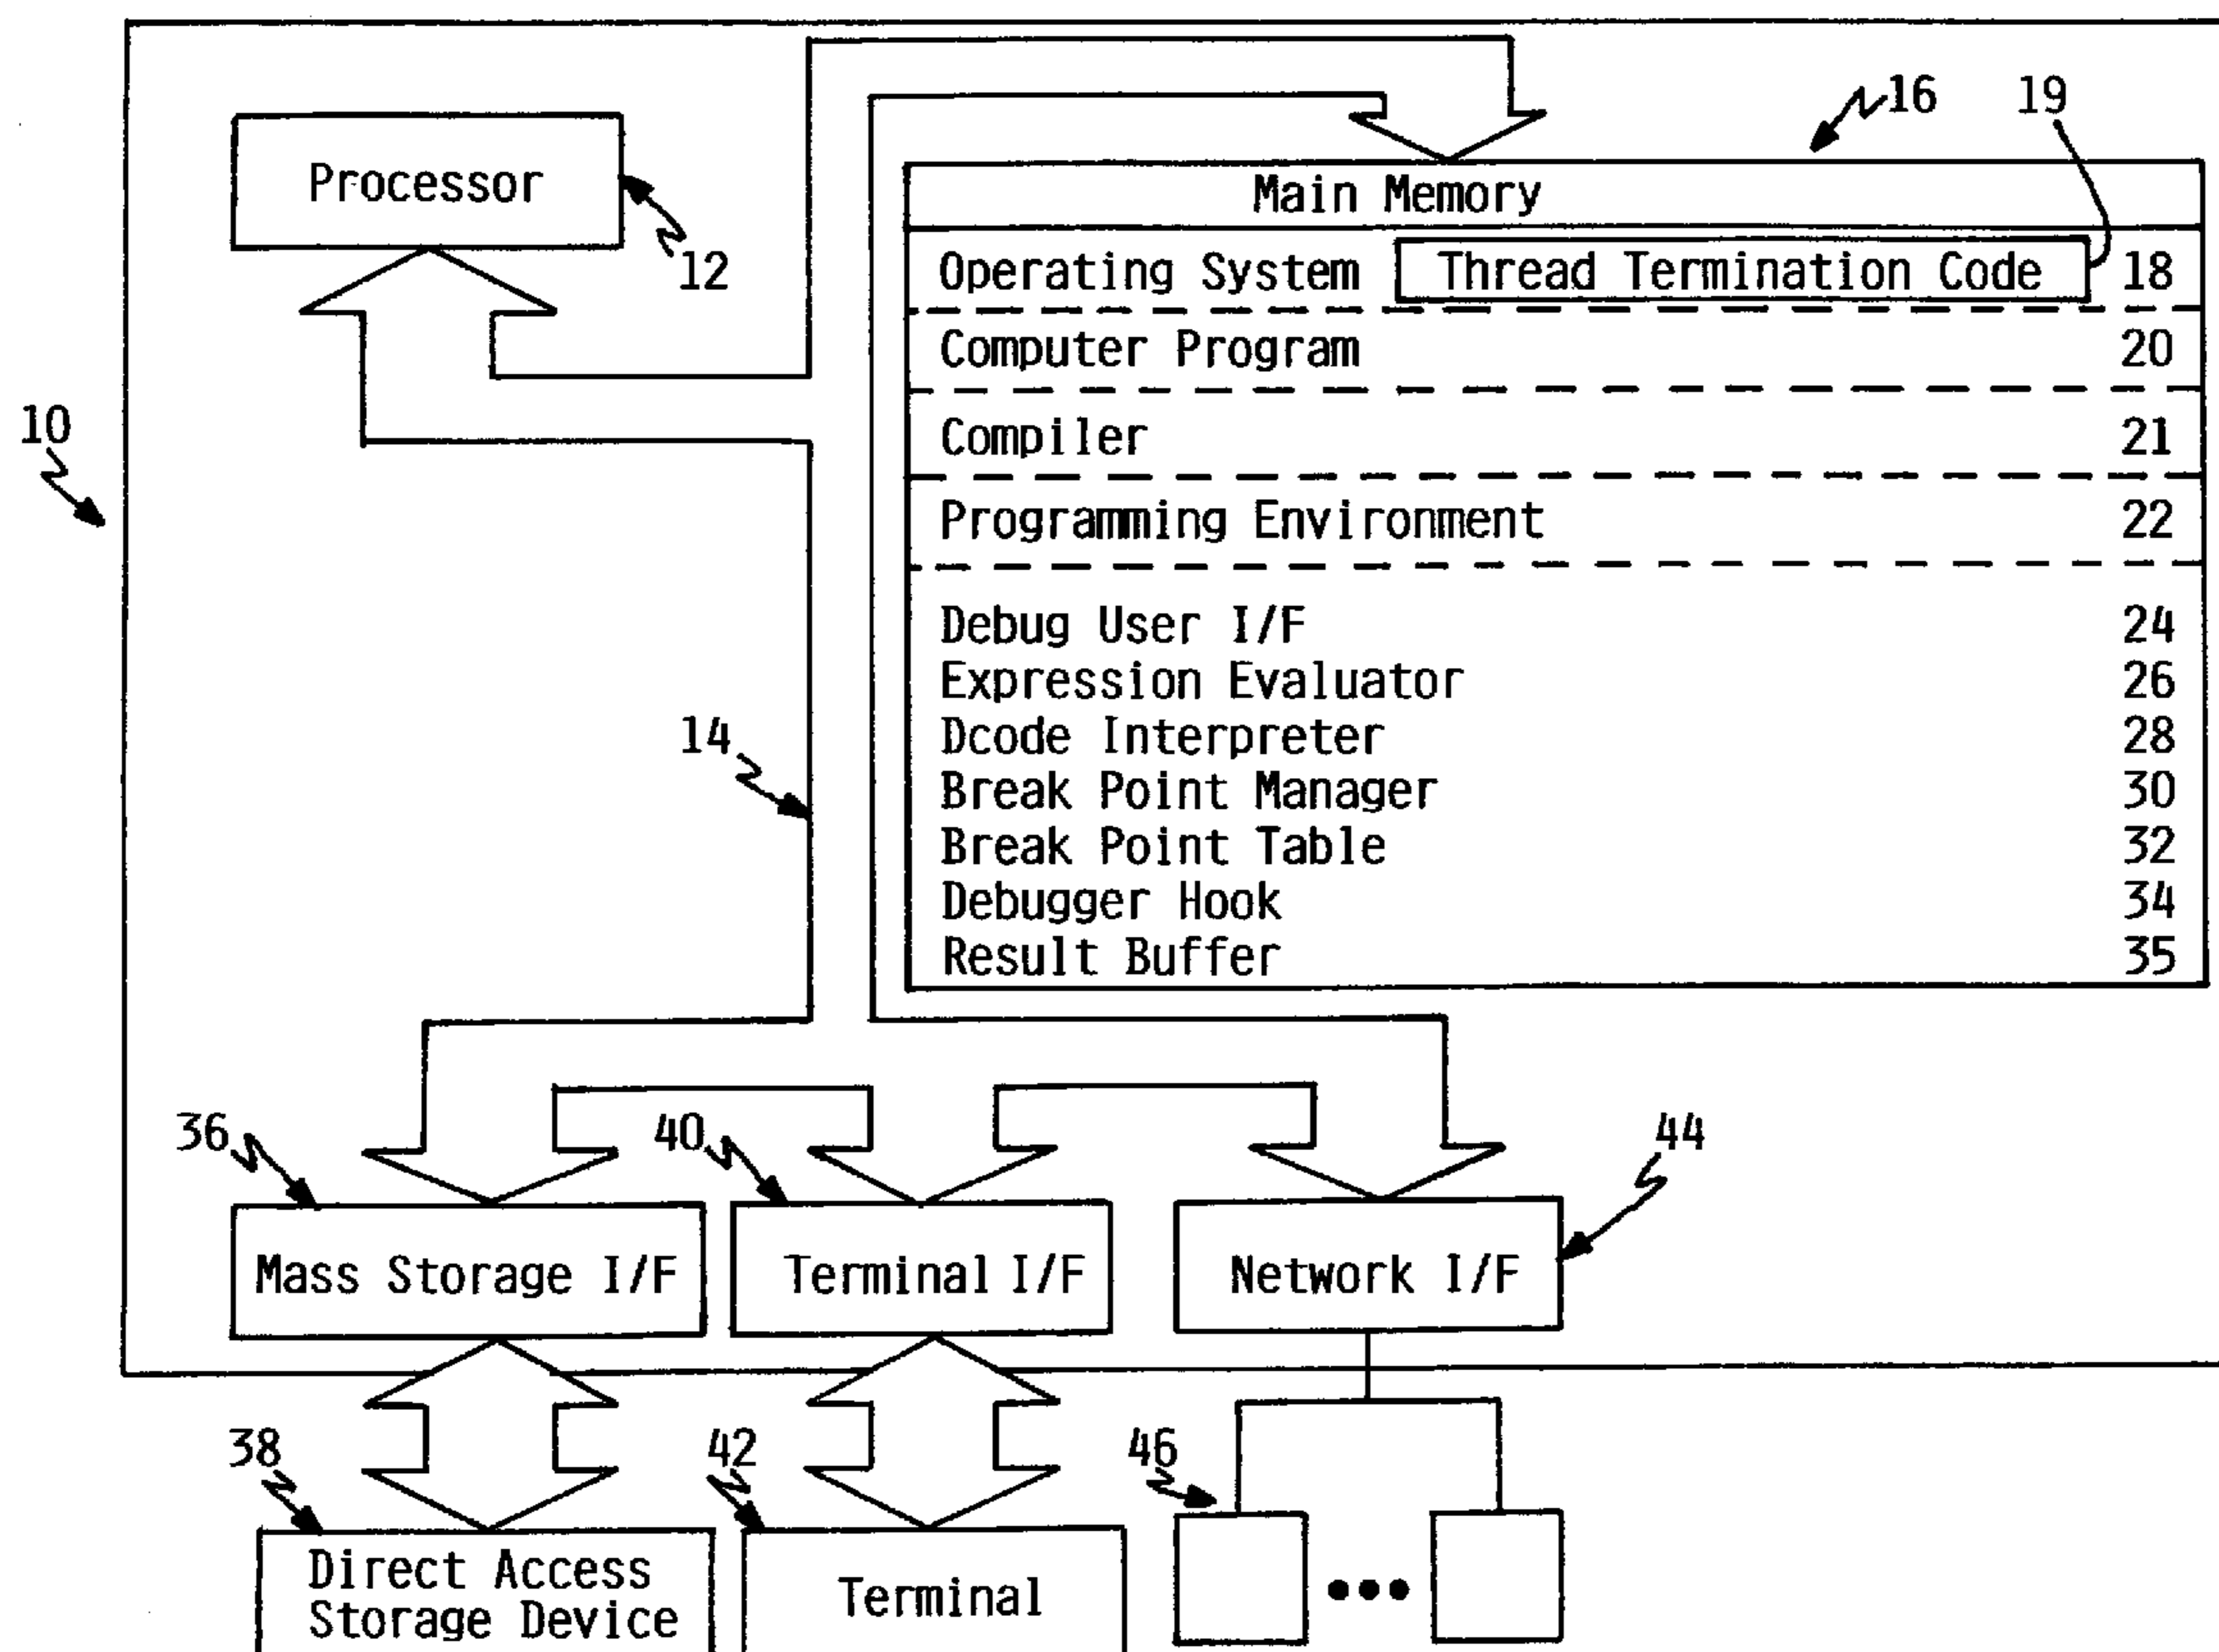 16 19
Processor
12
Main Memory
Operating System Thread Termination Code 18
Computer Program 20
10
Compiler 21
Programming Environment 22
Debug User I/F 24
Expression Evaluator 26
14
Dcode Interpreter 28
Break Point Manager 30
Break Point Table 32
Debugger Hook 34
Result Buffer 35
36 40 44
Mass Storage I/F Terminal I/F Network I/F
38 42 46
Direct Access
Storage Device
Terminal